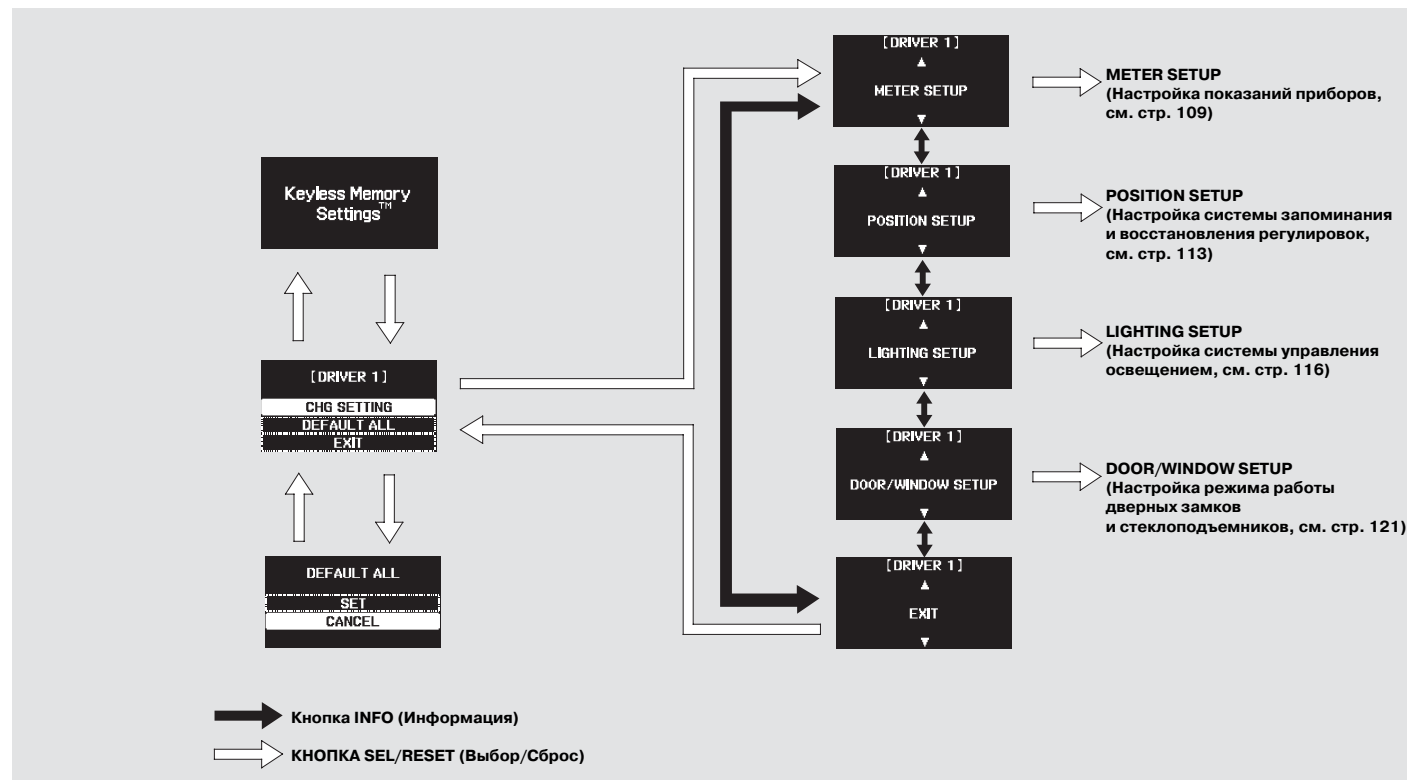 Keyless Memory
Settings™
[DRIVER 1]
CHG SETTING
DEFAULT ALL
EXIT
DEFAULT ALL
SET
CANCEL
[DRIVER 1]
▲
METER SETUP
▼
METER SETUP
(Настройка показаний приборов,
см. стр. 109)
[DRIVER 1]
▲
POSITION SETUP
▼
POSITION SETUP
(Настройка системы запоминания
и восстановления регулировок,
см. стр. 113)
[DRIVER 1]
▲
LIGHTING SETUP
▼
LIGHTING SETUP
(Настройка системы управления
освещением, см. стр. 116)
[DRIVER 1]
▲
DOOR/WINDOW SETUP
▼
DOOR/WINDOW SETUP
(Настройка режима работы
дверных замков
и стеклоподъемников, см. стр. 121)
[DRIVER 1]
▲
EXIT
▼
Кнопка INFO (Информация)
КНОПКА SEL/RESET (Выбор/Сброс)